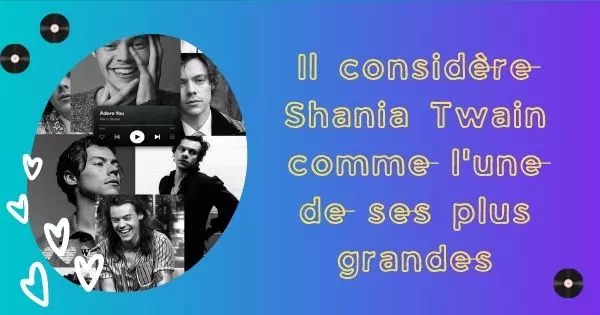 Adore You
Il considère
Shania Twain
comme l'une
de ses plus
grandes